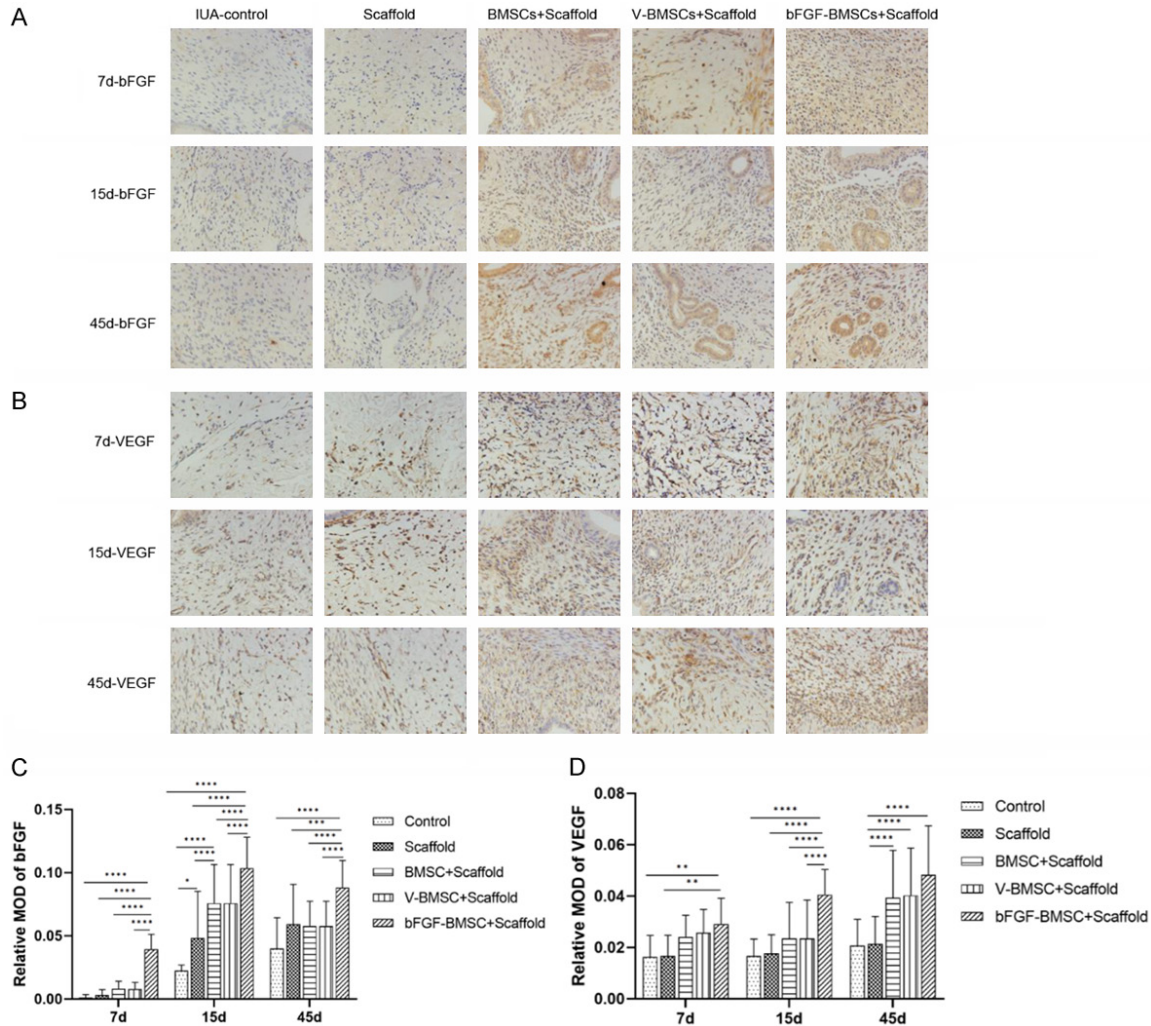 A
IUA-control Scaffold BMSCs+Scaffold V-BMSCs+Scaffold bFGF-BMSCs+Scaffold
7d-bFGF
15d-bFGF
45d-bFGF
B
7d-VEGF
15d-VEGF
45d-VEGF
C
Relative MOD of bFGF
0.15
0.10
0.05
0.00
7d 15d 45d
****
****
****
****
****
****
****
****
****
****
*
****
***
****
****
Control
Scaffold
BMSC+Scaffold
V-BMSC+Scaffold
bFGF-BMSC+Scaffold
D
Relative MOD of VEGF
0.08
0.06
0.04
0.02
0.00
7d 15d 45d
**
**
****
****
****
****
****
****
****
Control
Scaffold
BMSC+Scaffold
V-BMSC+Scaffold
bFGF-BMSC+Scaffold